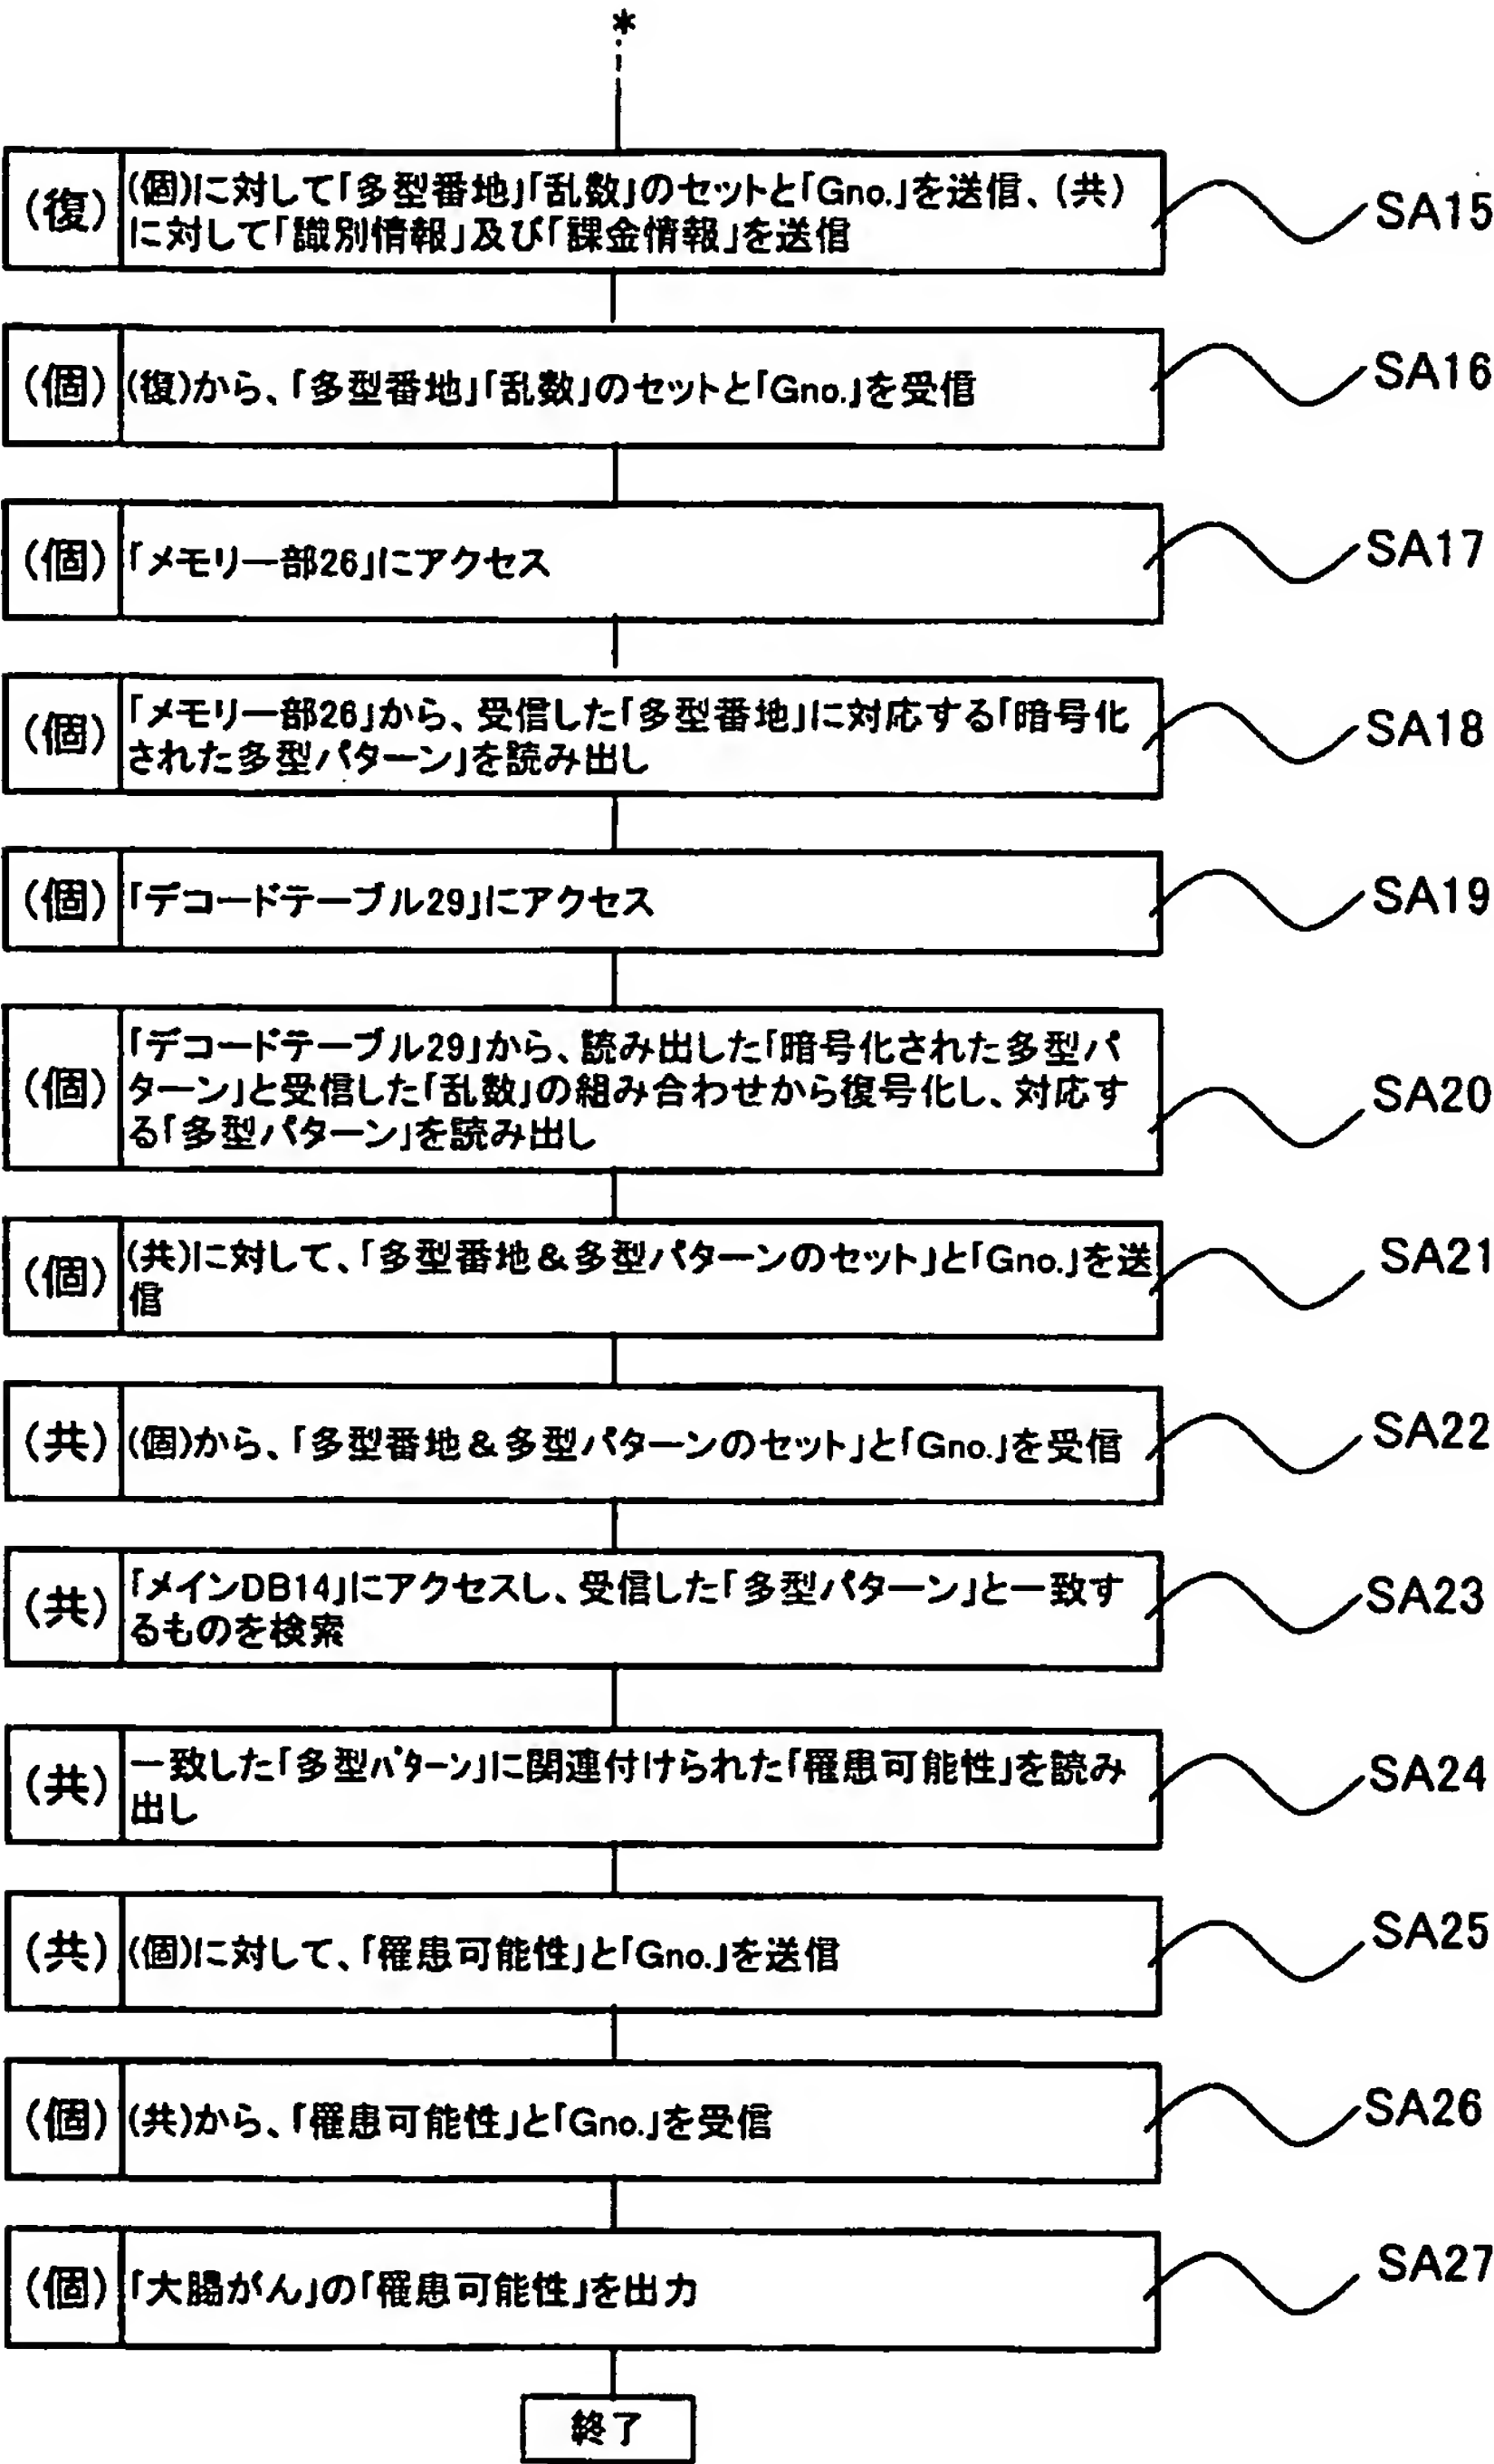 *
(復) (個)に対して「多型番地」「乱数」のセットと「Gno.」を送信、(共)
に対して「識別情報」及び「課金情報」を送信
SA15
(個) (復)から、「多型番地」「乱数」のセットと「Gno.」を受信
SA16
(個) 「メモリー部26」にアクセス
SA17
(個) 「メモリー部26」から、受信した「多型番地」に対応する「暗号化
された多型パターン」を読み出し
SA18
(個) 「デコードテーブル29」にアクセス
SA19
(個) 「デコードテーブル29」から、読み出した「暗号化された多型パ
ターン」と受信した「乱数」の組み合わせから復号化し、対応す
る「多型パターン」を読み出し
SA20
(個) (共)に対して、「多型番地&多型パターンのセット」と「Gno.」を送
信
SA21
(共) (個)から、「多型番地&多型パターンのセット」と「Gno.」を受信
SA22
(共) 「メインDB14」にアクセスし、受信した「多型パターン」と一致す
るものを検索
SA23
(共) 一致した「多型パターン」に関連付けられた「罹患可能性」を読み
出し
SA24
(共) (個)に対して、「罹患可能性」と「Gno.」を送信
SA25
(個) (共)から、「罹患可能性」と「Gno.」を受信
SA26
(個) 「大腸がん」の「罹患可能性」を出力
SA27
終了